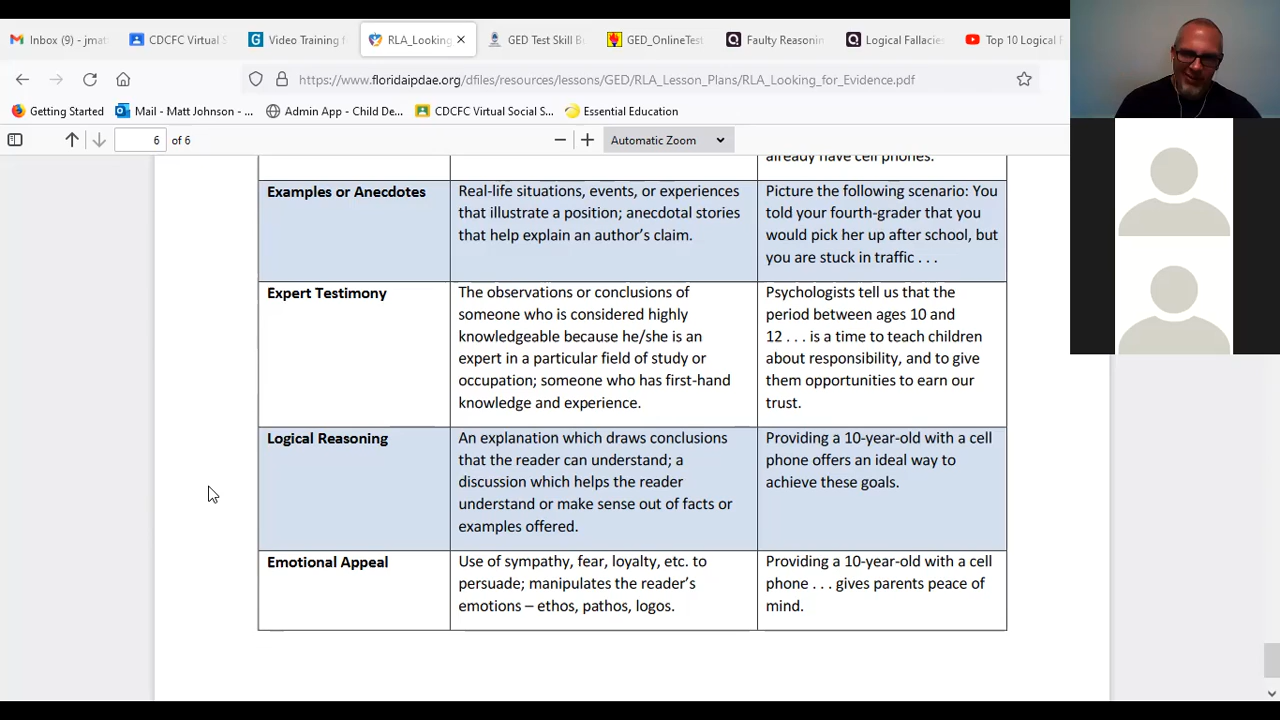 Inbox (9) - jmat
CDCFC Virtual S
Video Training f
RLA_Looking
GED Test Skill B
GED_OnlineTest
Faulty Reasonin
Logical Fallacie
Top 10 Logical
https://www.floridaipdae.org/dfiles/resources/lessons/GED/RLA_Lesson_Plans/RLA_Looking_for_Evidence.pdf
Getting Started
Mail - Matt Johnson - ...
Admin App - Child De...
CDCFC Virtual Social S...
Essential Education
6 of 6
Automatic Zoom
already have cell phones.
Examples or Anecdotes
Real-life situations, events, or experiences
that illustrate a position; anecdotal stories
that help explain an author's claim.
Picture the following scenario: You
told your fourth-grader that you
would pick her up after school, but
you are stuck in traffic . . .
Expert Testimony
The observations or conclusions of
someone who is considered highly
knowledgeable because he/she is an
expert in a particular field of study or
occupation; someone who has first-hand
knowledge and experience.
Psychologists tell us that the
period between ages 10 and
12 . . . is a time to teach children
about responsibility, and to give
them opportunities to earn our
trust.
Logical Reasoning
An explanation which draws conclusions
that the reader can understand; a
discussion which helps the reader
understand or make sense out of facts or
examples offered.
Providing a 10-year-old with a cell
phone offers an ideal way to
achieve these goals.
Emotional Appeal
Use of sympathy, fear, loyalty, etc. to
persuade; manipulates the reader's
emotions – ethos, pathos, logos.
Providing a 10-year-old with a cell
phone . . . gives parents peace of
mind.